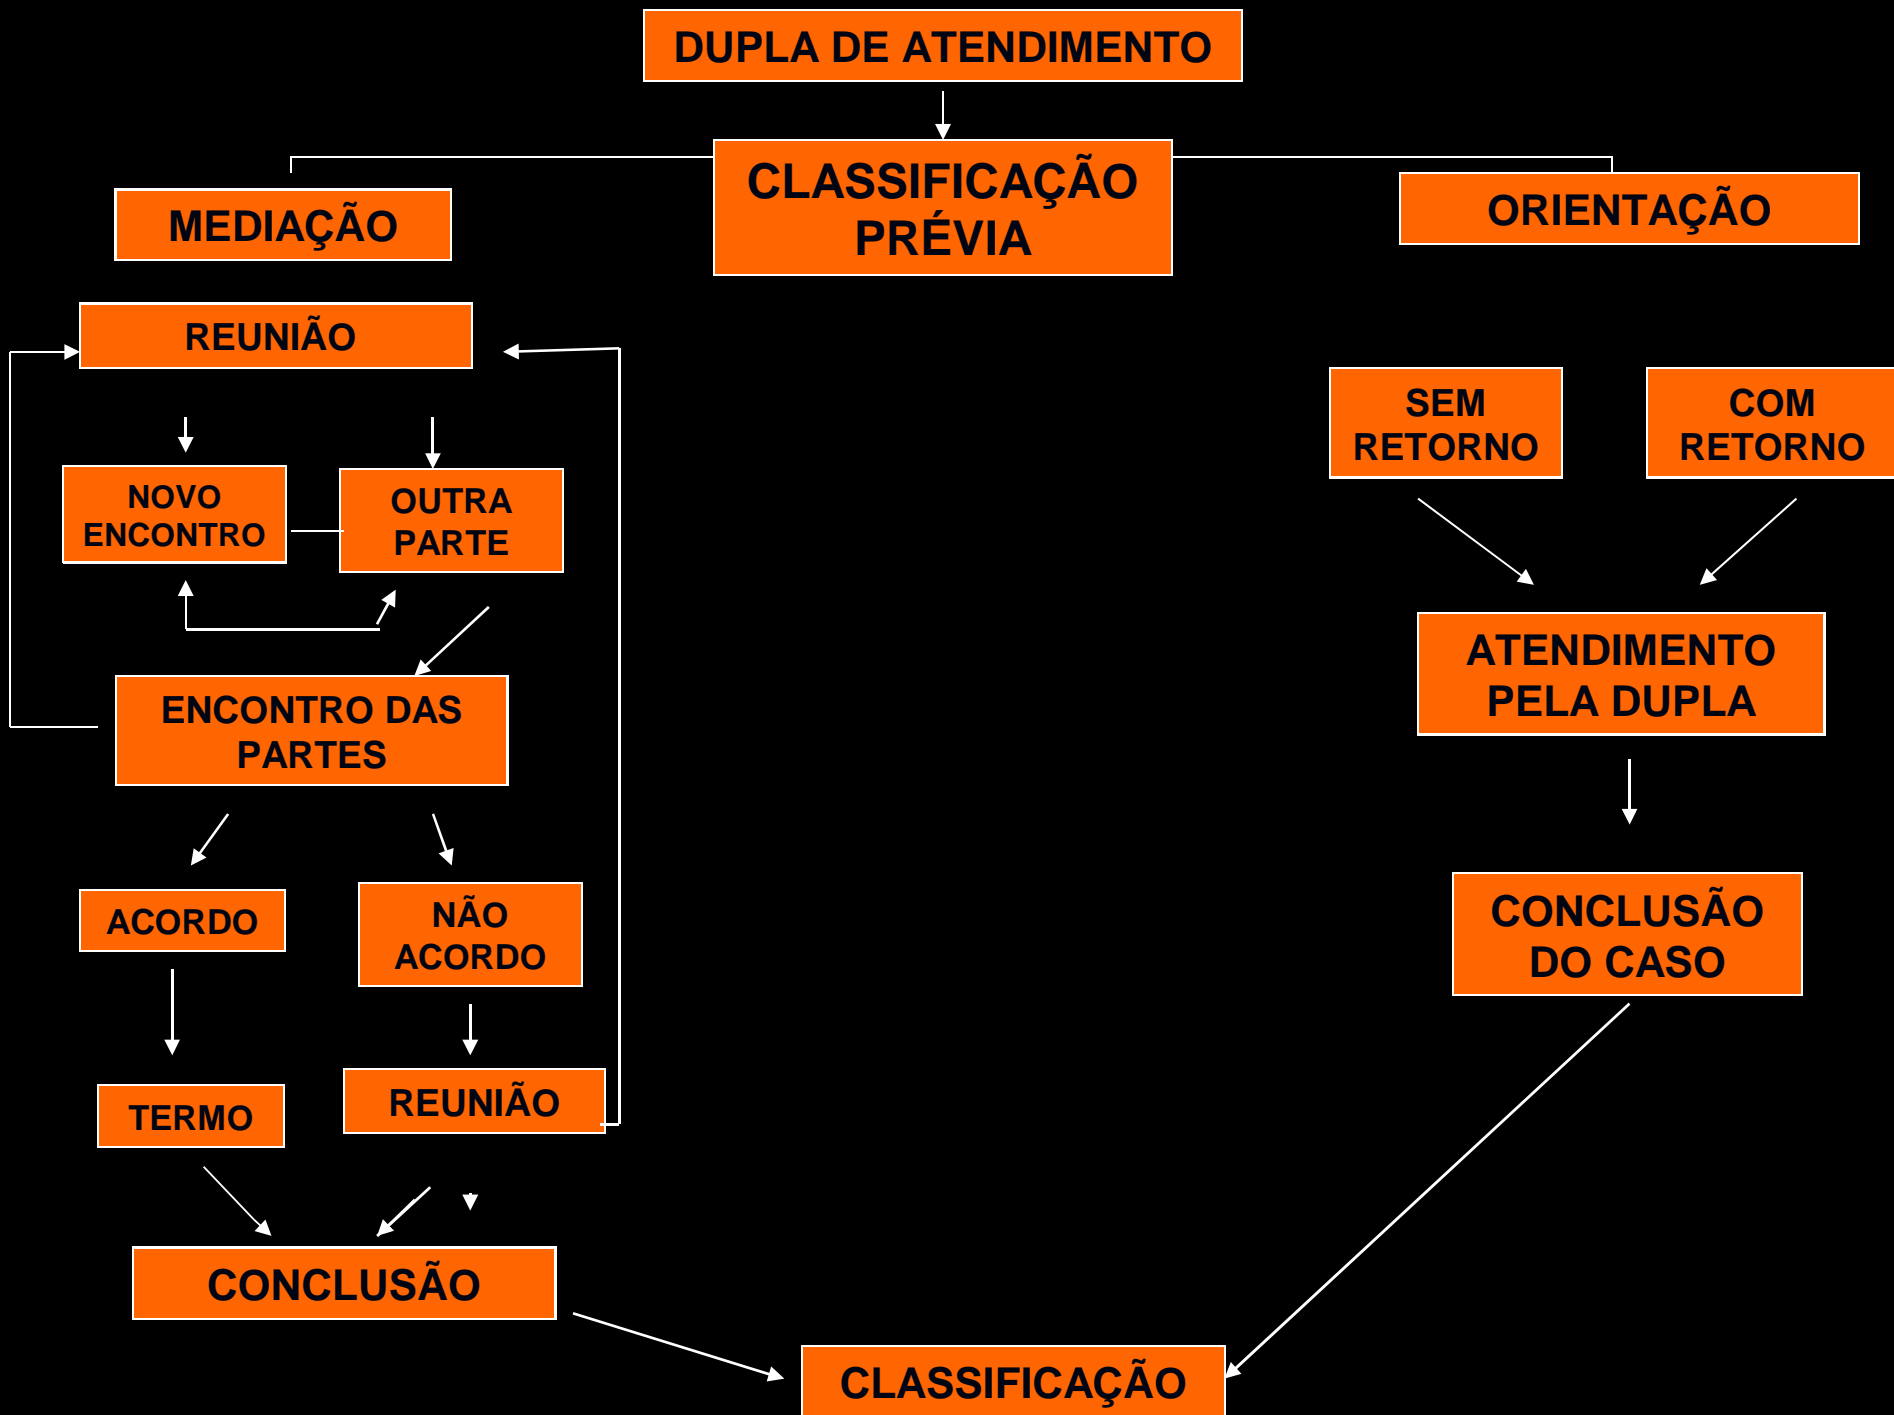 DUPLA DE ATENDIMENTO
CLASSIFICAÇÃO
PRÉVIA
MEDIAÇÃO
ORIENTAÇÃO
REUNIÃO
SEM
RETORNO
COM
RETORNO
NOVO
ENCONTRO
OUTRA
PARTE
ATENDIMENTO
PELA DUPLA
ENCONTRO DAS
PARTES
ACORDO
NÃO
ACORDO
CONCLUSÃO
DO CASO
TERMO
REUNIÃO
CONCLUSÃO
CLASSIFICAÇÃO